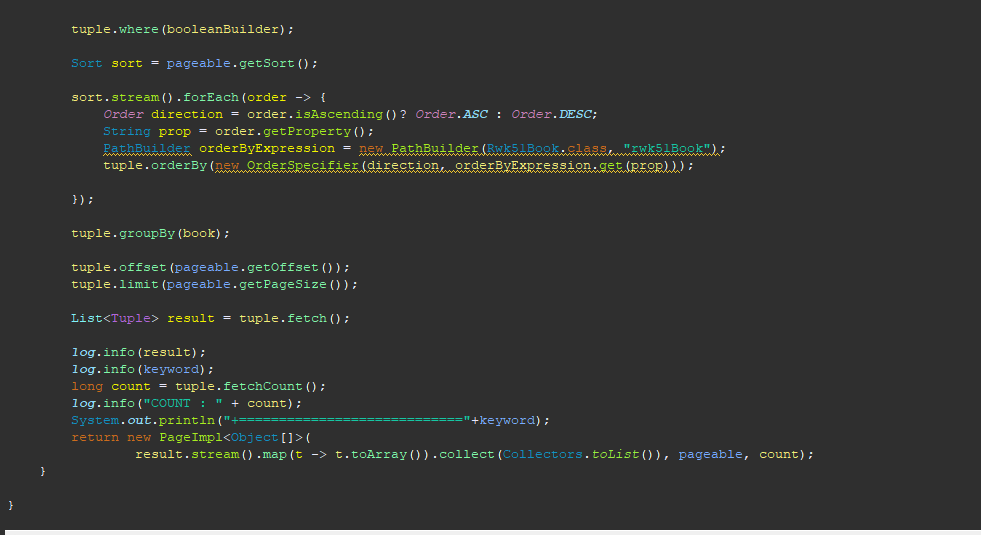 tuple.where(booleanBuilder);
Sort sort = pageable.getSort();
sort.stream().forEach(order -> {
Order direction = order.isAscending()? Order.ASC : Order.DESC;
String prop = order.getProperty();
PathBuilder orderByExpression = new PathBuilder(Rwk51Book.class, "rwk51Book");
tuple.orderBy(new OrderSpecifier(direction, orderByExpression.get(prop)));
});
tuple.groupBy(book);
tuple.offset(pageable.getOffset());
tuple.limit(pageable.getPageSize());
List<Tuple> result = tuple.fetch();
log.info(result);
log.info(keyword);
long count = tuple.fetchCount();
log.info("COUNT : " + count);
System.out.println("+============================"+keyword);
return new PageImpl<Object[]>(
result.stream().map(t -> t.toArray()).collect(Collectors.toList()), pageable, count);
}
}